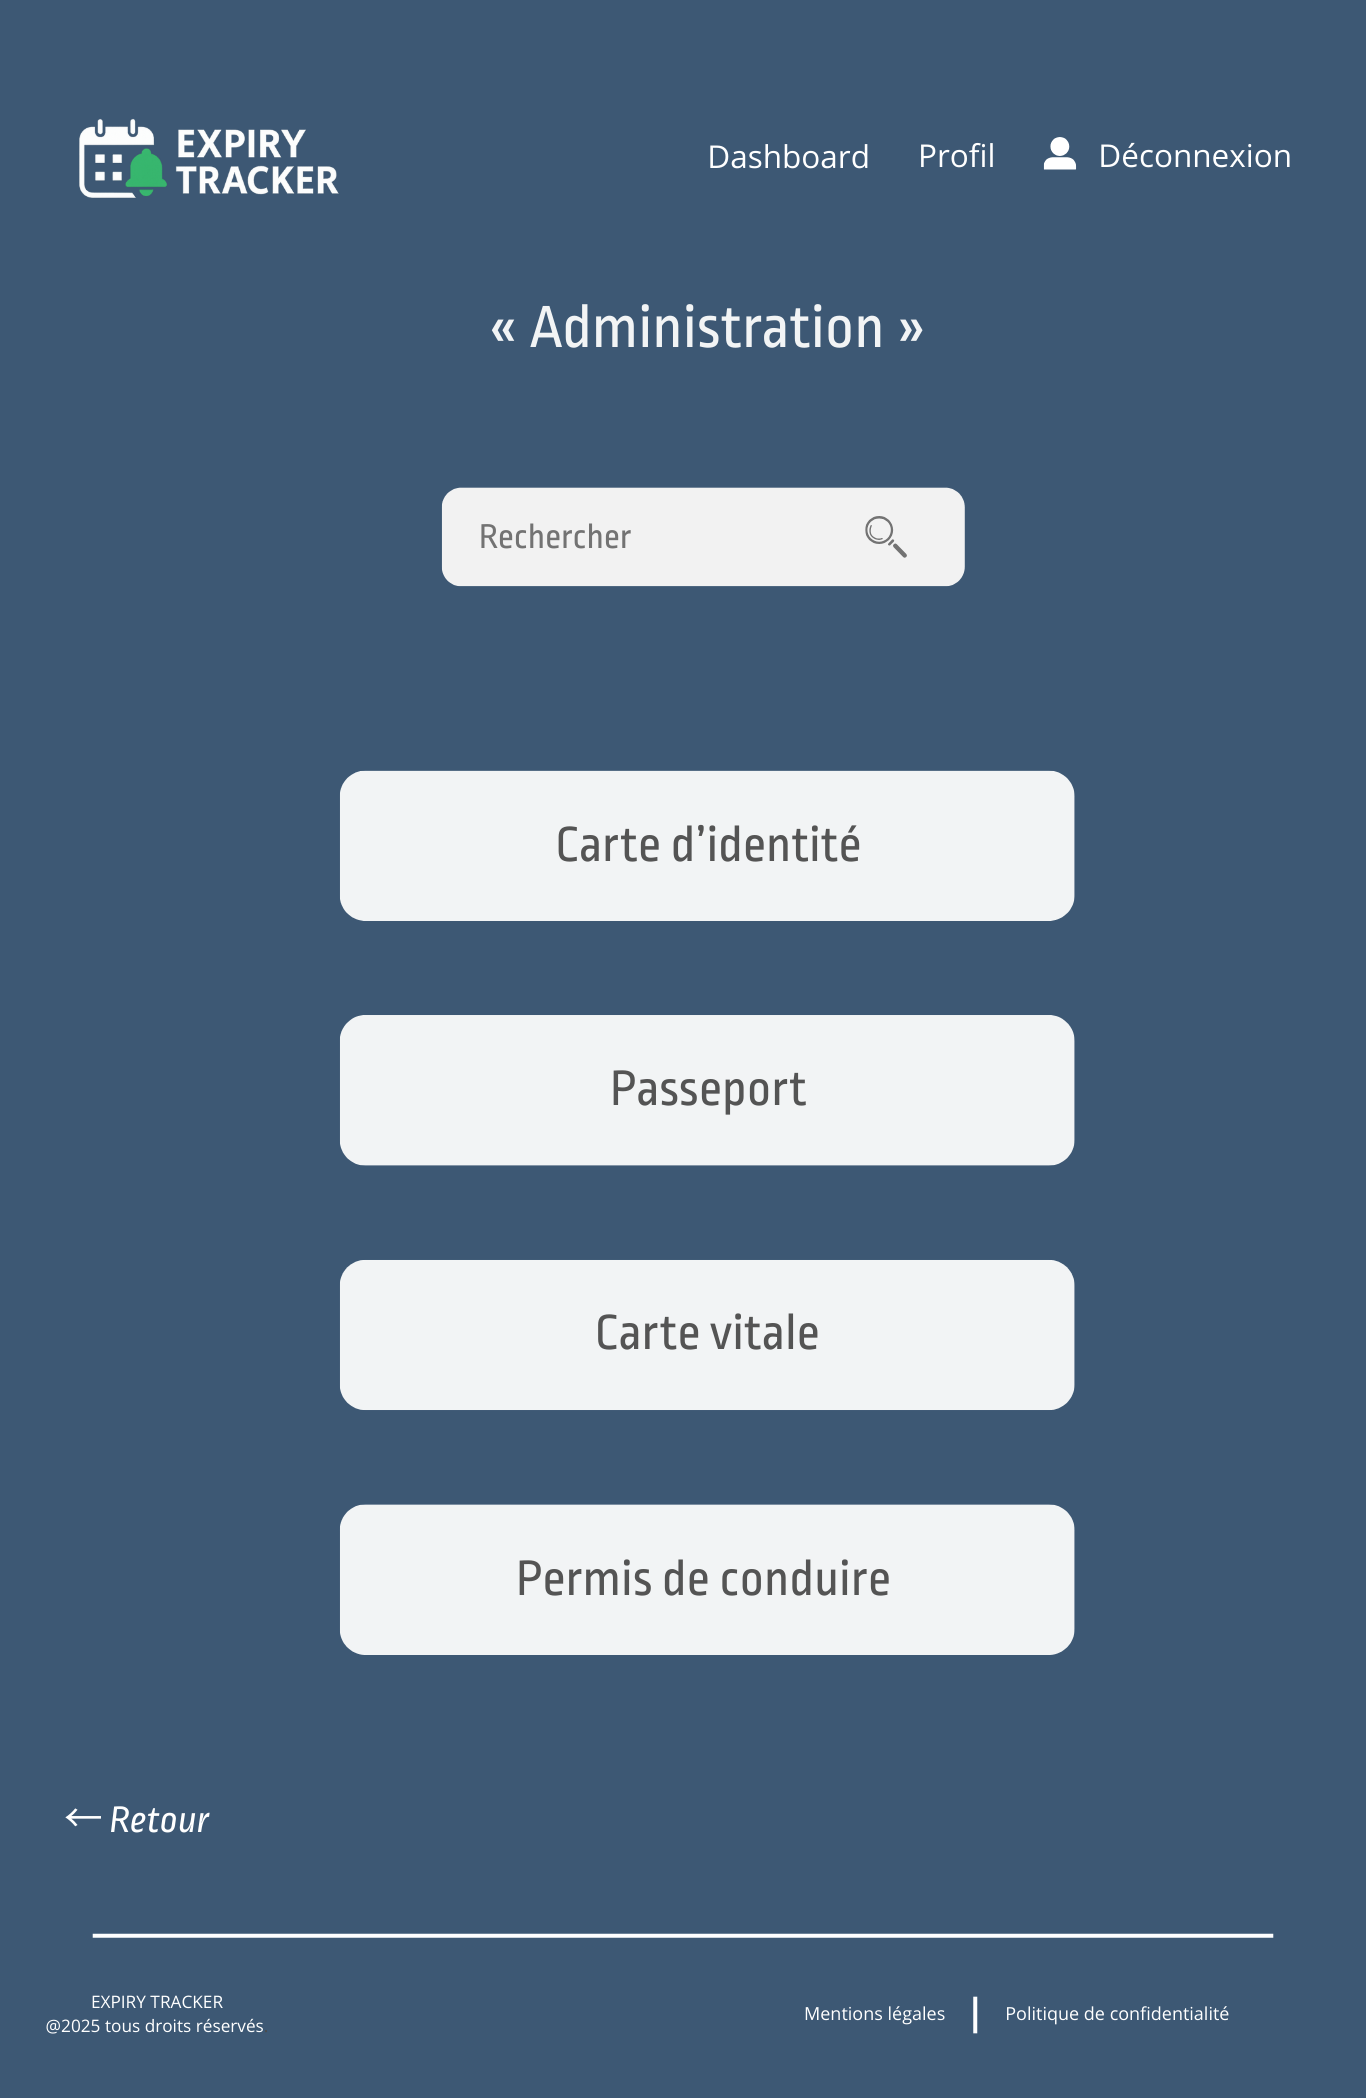 EXPIRY
TRACKER
Dashboard
Profil
Déconnexion
« Administration »
Rechercher
Carte d’identité
Passeport
Carte vitale
Permis de conduire
Retour
EXPIRY TRACKER
@2025 tous droits réservés
Mentions légales
Politique de confidentialité